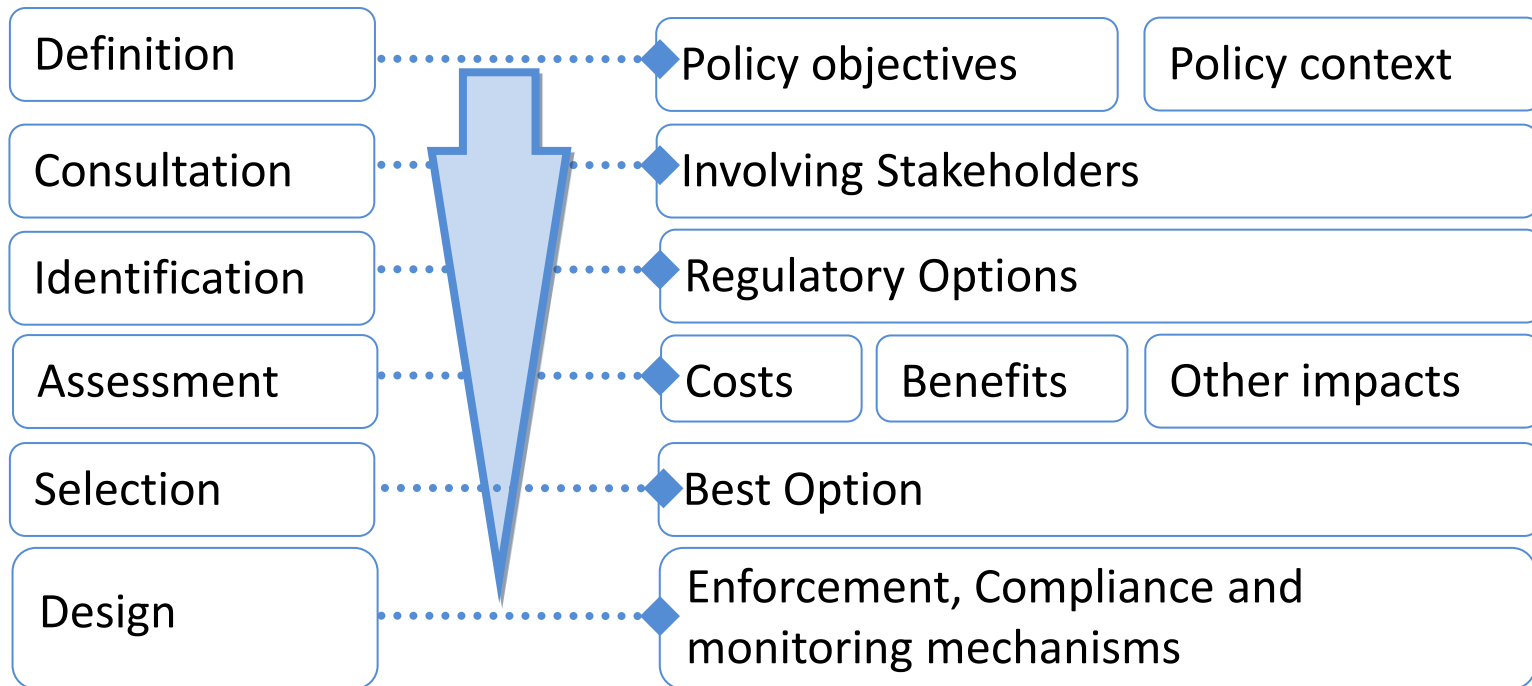 Definition
Policy objectives
Policy context
Consultation
Involving Stakeholders
Identification
Regulatory Options
Assessment
Costs
Benefits
Other impacts
Selection
Best Option
Design
Enforcement, Compliance and
monitoring mechanisms